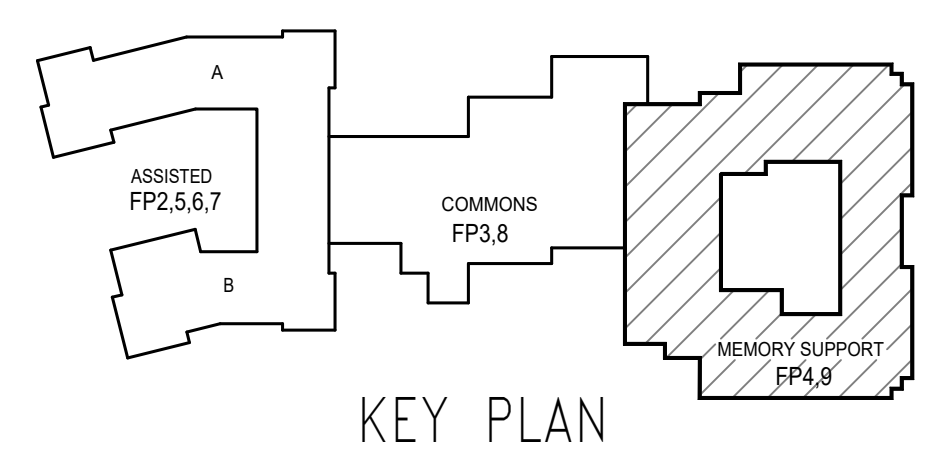 A
ASSISTED
FP2,5,6,7
B
COMMONS
FP3,8
MEMORY SUPPORT
FP4,9
KEY PLAN